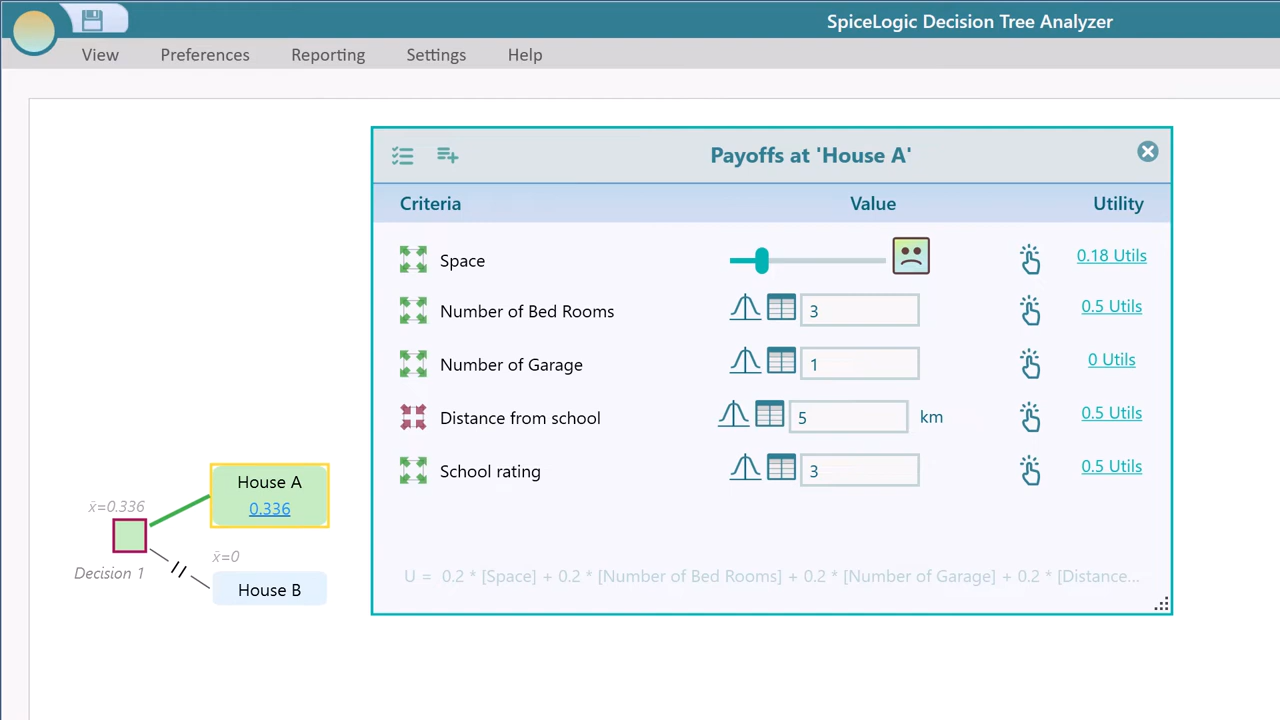 SpiceLogic Decision Tree Analyzer
View Preferences Reporting Settings Help
Payoffs at 'House A'
Criteria Value Utility
Space 0.18 Utils
Number of Bed Rooms 3 0.5 Utils
Number of Garage 1 0 Utils
Distance from school 5 km 0.5 Utils
School rating 3 0.5 Utils
U = 0.2 * [Space] + 0.2 * [Number of Bed Rooms] + 0.2 * [Number of Garage] + 0.2 * [Distance...
House A
0.336
x̄=0.336
Decision 1
x̄=0
House B